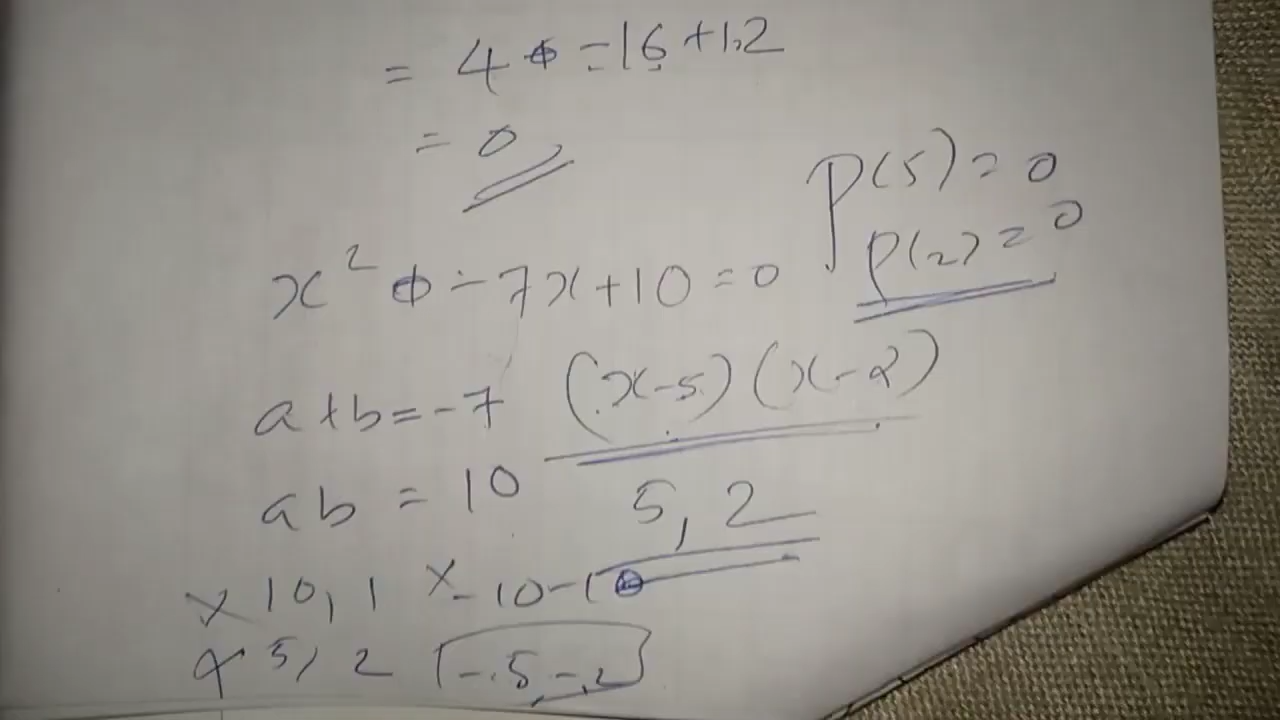 = 4 - 16 + 12
= 0
p(5) = 0
p(2) = 0
x² - 7x + 10 = 0
a + b = -7 (x-5) (x-2)
ab = 10
5, 2
× 10, 1 × -10 -1
× 5, 2 -5 -2